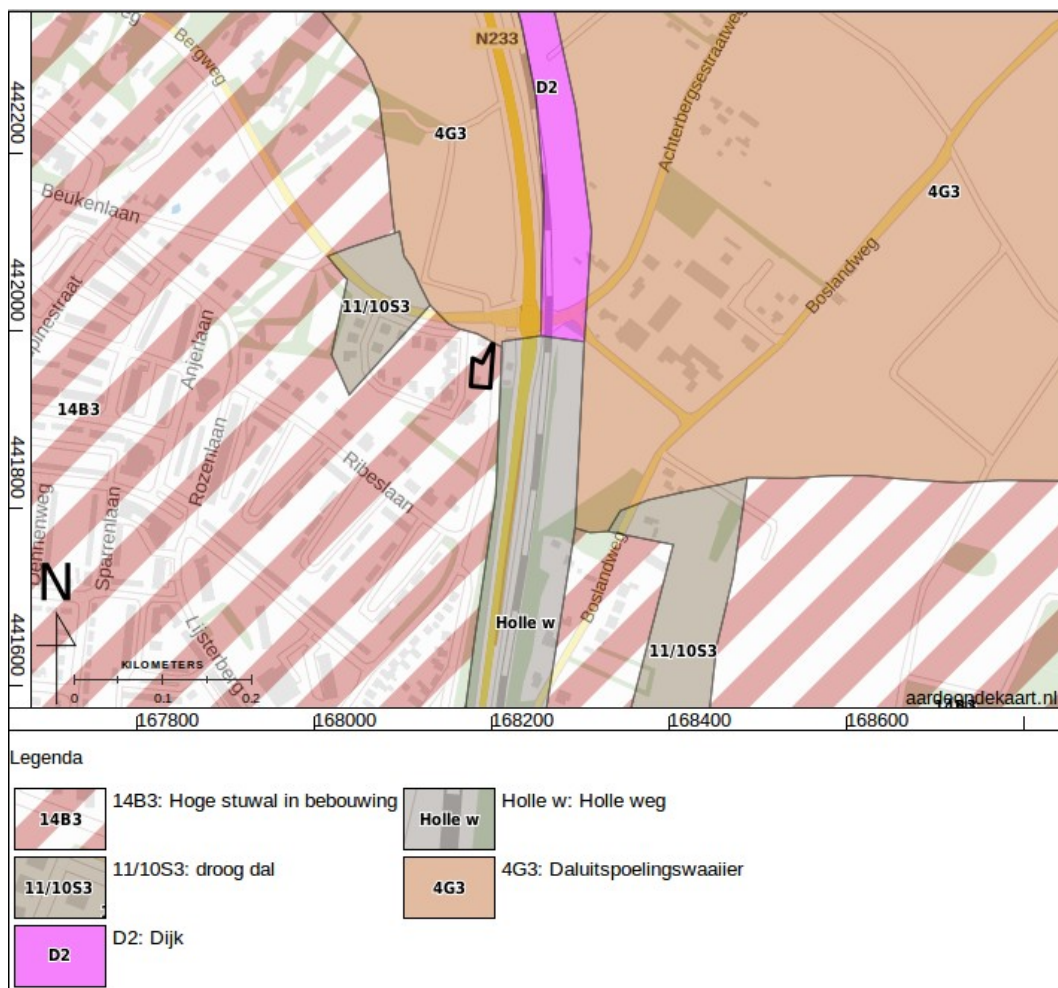 Bergweg
N233
D2
Achterbergsestraatweg
442200
4G3
Beukenlaan
4G3
Boslandweg
442000
11/10S3
Anjerlaan
14B3
Rozenlaan
Ribeslaan
441800
Sparrenlaan
N
Boslandweg
Holle w
Lijsterberg
441600
11/10S3
KILOMETERS
0 0.1 0.2
aardeopdekaart.nl
14B3
167800 168000 168200 168400 168600
Legenda
14B3 14B3: Hoge stuwal in bebouwing
Holle w Holle w: Holle weg
11/10S3 11/10S3: droog dal
4G3 4G3: Daluitspoelingswaaiier
D2 D2: Dijk